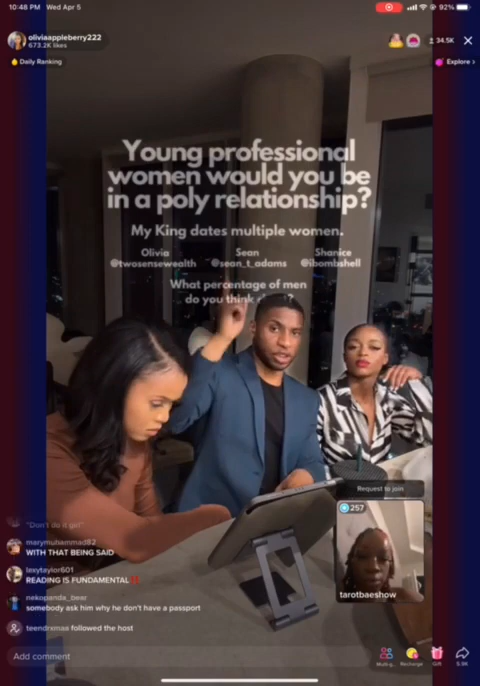 10:48 PM Wed Apr 5
92%
oliviaappleberry222
673.2K likes
34.5K
Daily Ranking
Explore >
Young professional
women would you be
in a poly relationship?
My King dates multiple women.
Olivia Sean Shanice
@twosensewealth @sean_t_adams @ibombshell
What percentage of men
do you think
Request to join
257
tarotbaeshow
"Don't do it girl"
marymuhammad82
WITH THAT BEING SAID
lexytaylor601
READING IS FUNDAMENTAL
nekopanda_bear
somebody ask him why he don't have a passport
followed the host
Add comment
Multi-g...
Recharge
Gift
5.9K